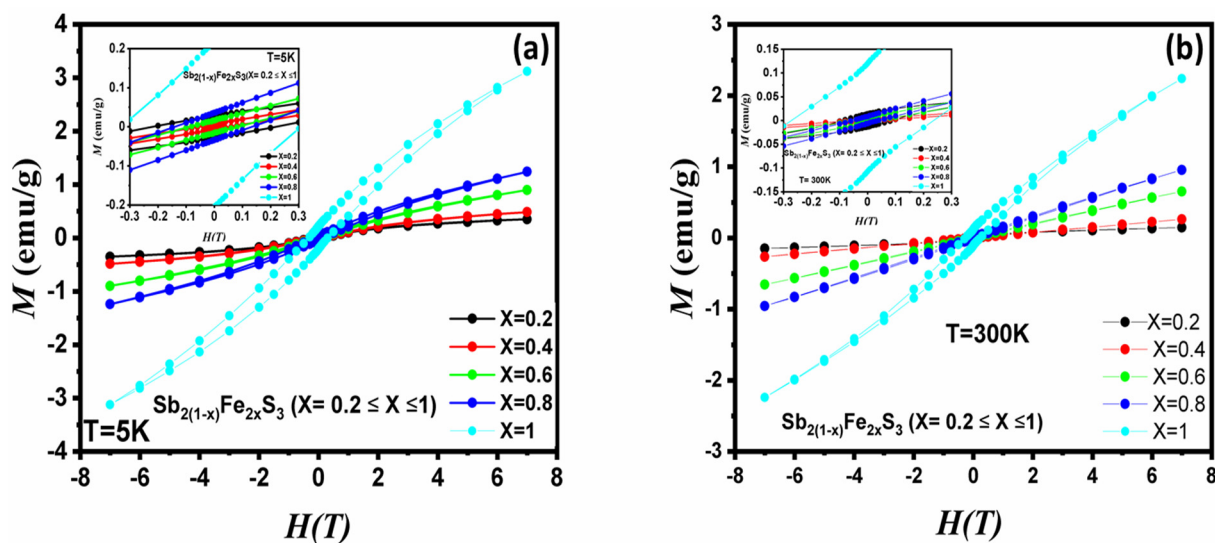 (a)
M (emu/g)
4
3
2
1
0
-1
-2
-3
-4
-8 -6 -4 -2 0 2 4 6 8
H(T)
T=5K
Sb2(1-x)Fe2xS3 (X= 0.2 ≤ X ≤1)
X=0.2
X=0.4
X=0.6
X=0.8
X=1
M (emu/g)
0.2
0.1
0.0
-0.1
-0.2
-0.3 -0.2 -0.1 0.0 0.1 0.2 0.3
H(T)
T=5K
Sb2(1-x)Fe2xS3(X= 0.2 ≤ X ≤1)
X=0.2
X=0.4
X=0.6
X=0.8
X=1
(b)
M (emu/g)
3
2
1
0
-1
-2
-3
-8 -6 -4 -2 0 2 4 6 8
H(T)
T=300K
Sb2(1-x)Fe2xS3 (X= 0.2 ≤ X ≤1)
X=0.2
X=0.4
X=0.6
X=0.8
X=1
M (emu/g)
0.15
0.10
0.05
0.00
-0.05
-0.10
-0.15
-0.3 -0.2 -0.1 0.0 0.1 0.2 0.3
H(T)
Sb2(1-x)Fe2xS3 (X= 0.2 ≤ X ≤1)
T= 300K
X=0.2
X=0.4
X=0.6
X=0.8
X=1